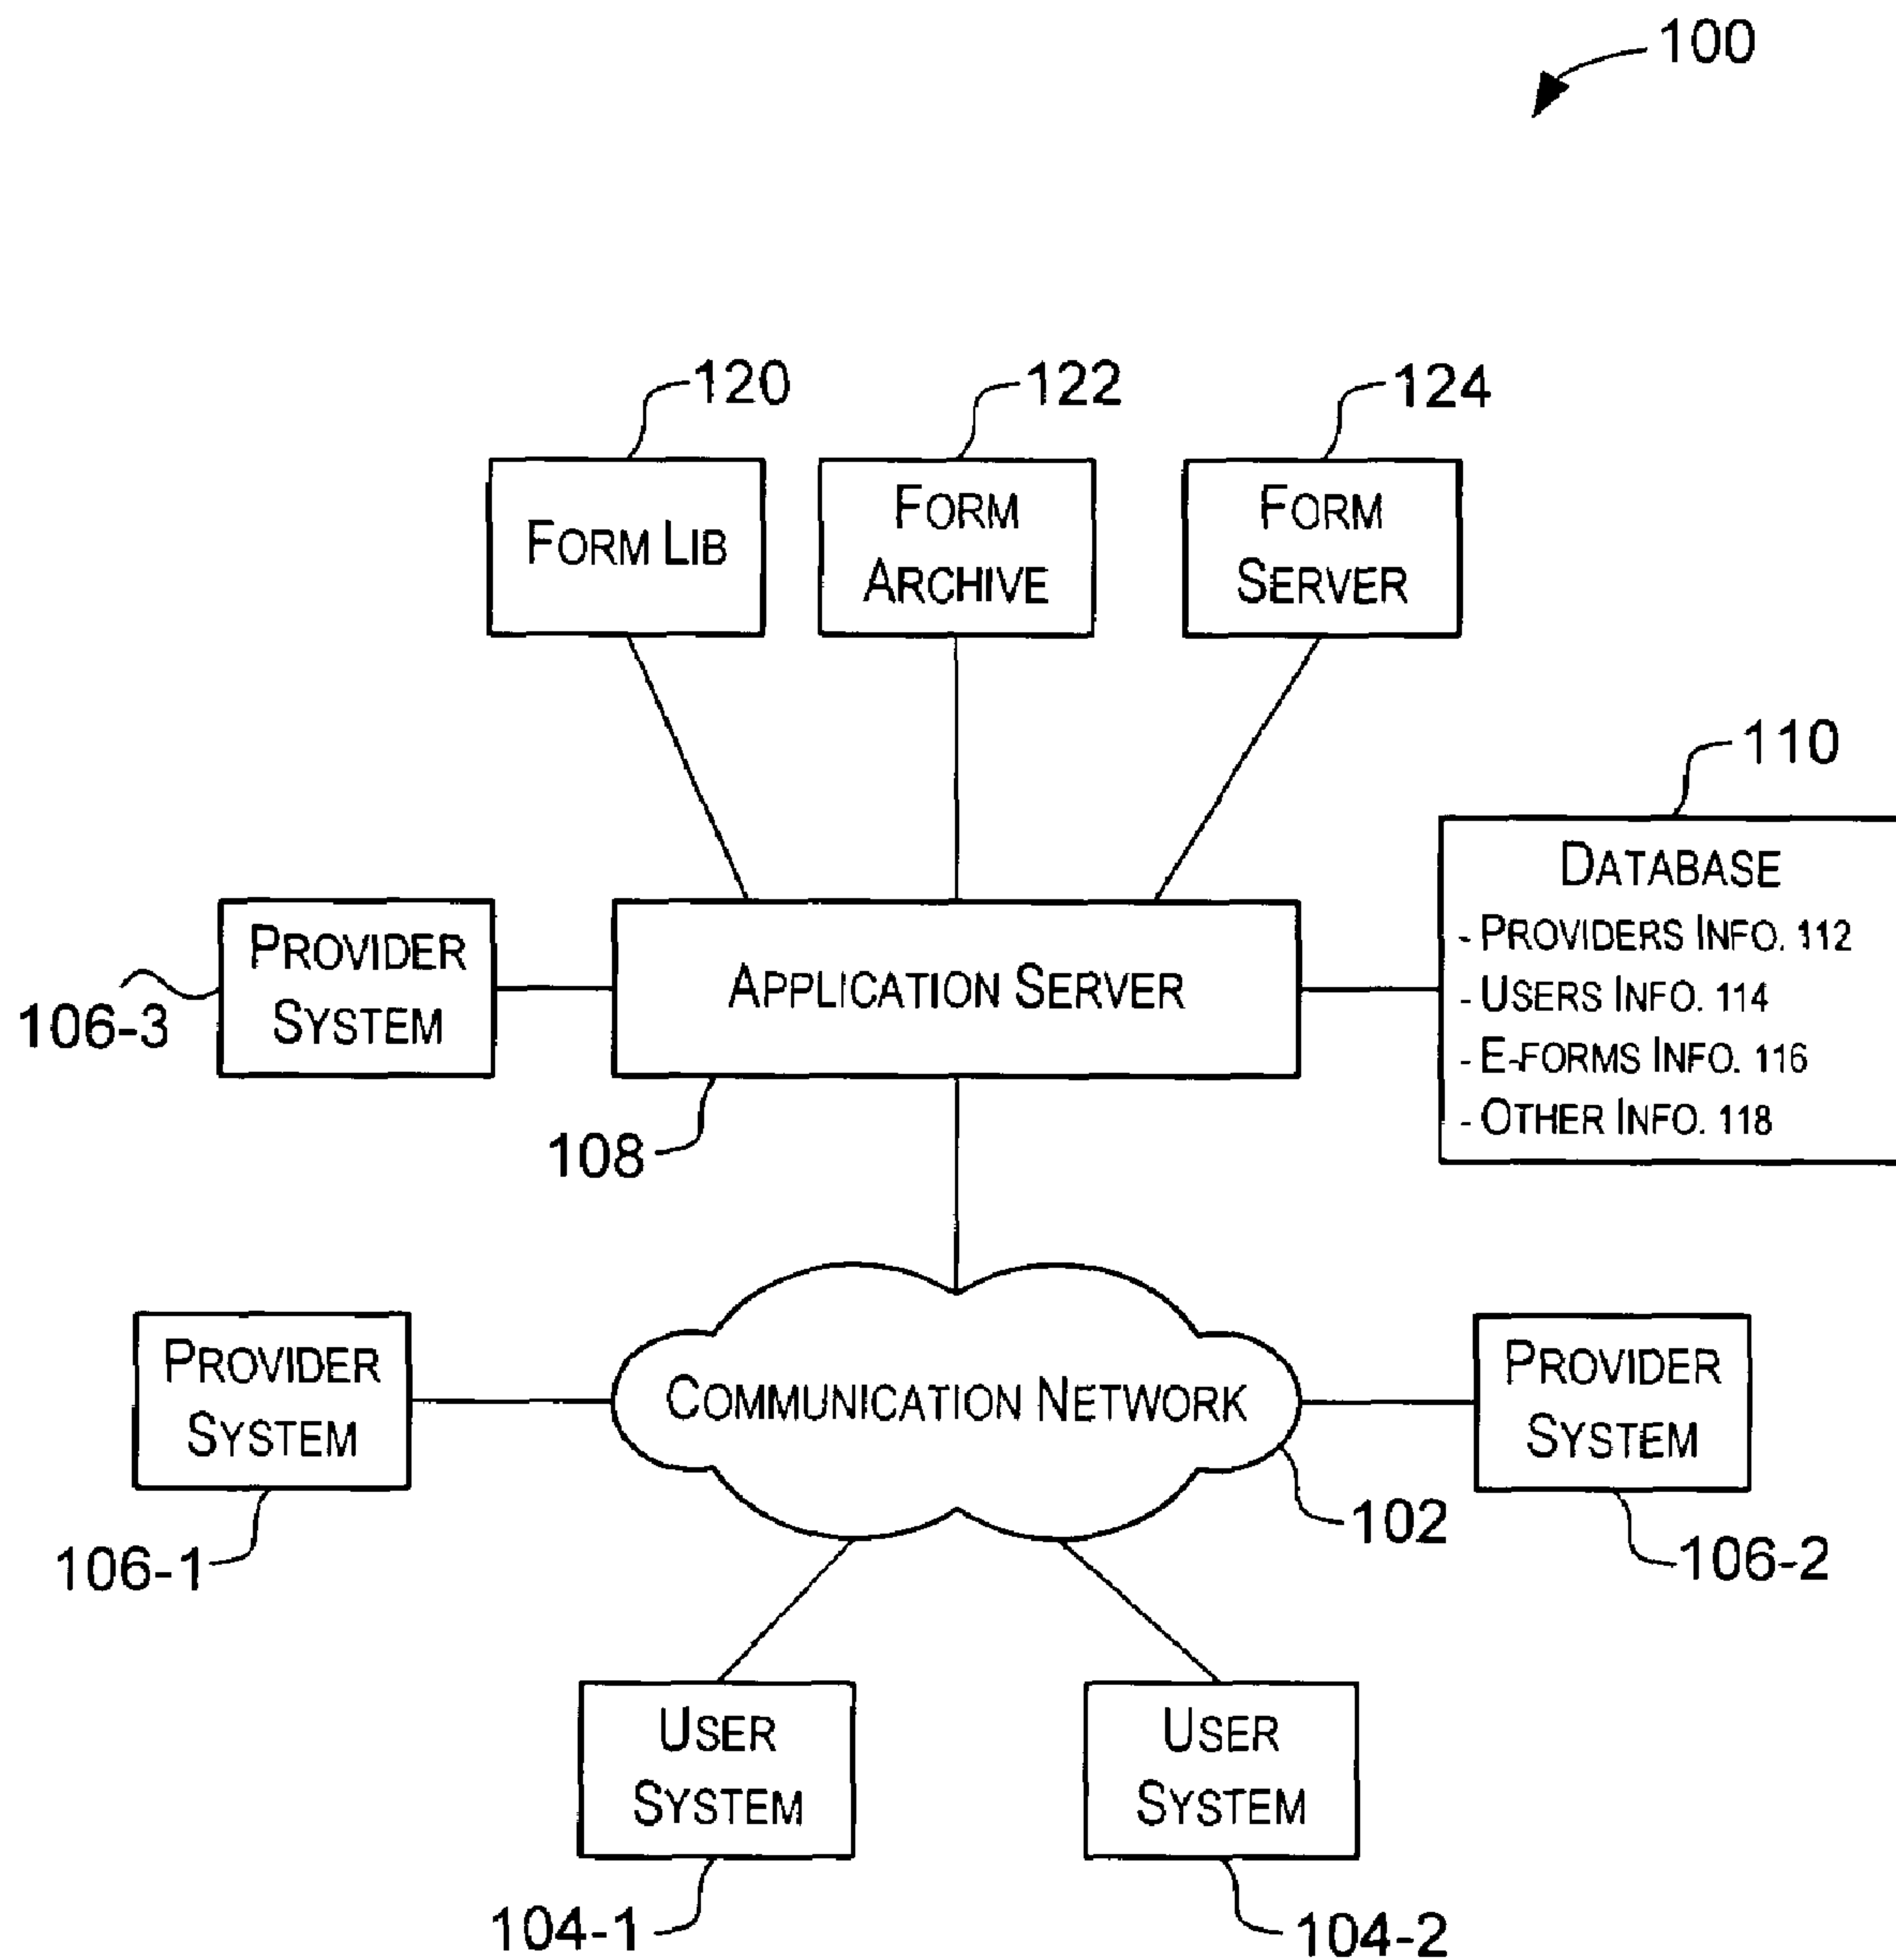 100
120
122
124
FORM LIB
FORM
ARCHIVE
FORM
SERVER
110
DATABASE
- PROVIDERS INFO. 112
- USERS INFO. 114
- E-FORMS INFO. 116
- OTHER INFO. 118
PROVIDER
SYSTEM
106-3
APPLICATION SERVER
108
PROVIDER
SYSTEM
106-1
COMMUNICATION NETWORK
102
PROVIDER
SYSTEM
106-2
USER
SYSTEM
104-1
USER
SYSTEM
104-2